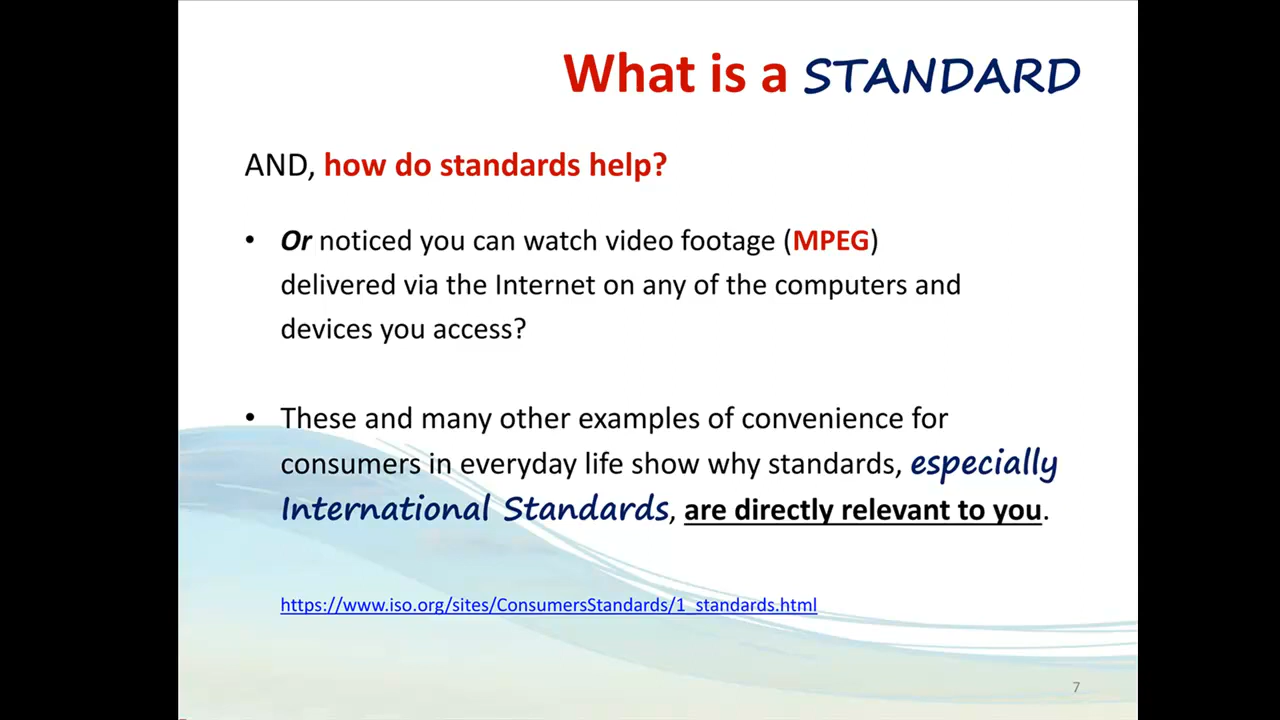 What is a STANDARD
AND, how do standards help?
• Or noticed you can watch video footage (MPEG)
delivered via the Internet on any of the computers and
devices you access?
• These and many other examples of convenience for
consumers in everyday life show why standards, especially
International Standards, are directly relevant to you.
https://www.iso.org/sites/ConsumersStandards/1_standards.html
7